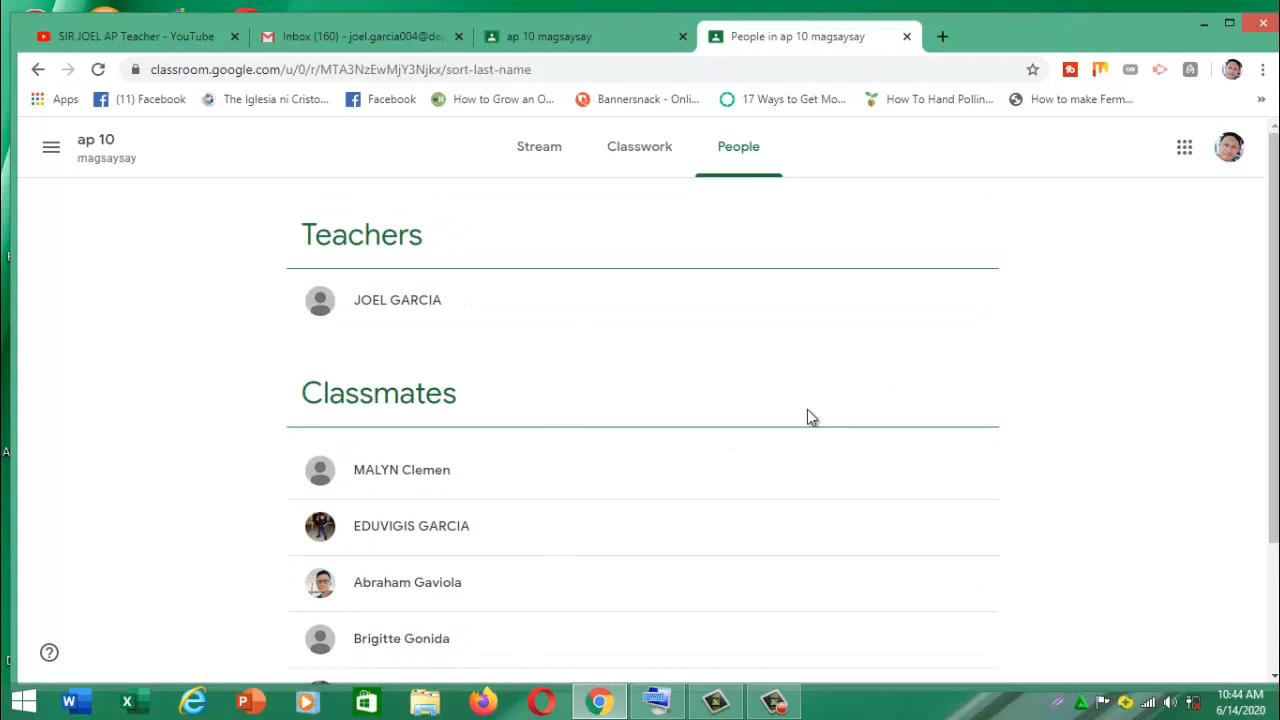 SIR JOEL AP Teacher - YouTube
Inbox (160) - joel.garcia004@de
ap 10 magsaysay
People in ap 10 magsaysay
classroom.google.com/u/0/r/MTA3NzEwMjY3Njkx/sort-last-name
Apps
(11) Facebook
The Iglesia ni Cristo...
Facebook
How to Grow an O...
Bannersnack - Onli...
17 Ways to Get Mo...
How To Hand Pollin...
How to make Ferm...
ap 10
magsaysay
Stream
Classwork
People
Teachers
JOEL GARCIA
Classmates
MALYN Clemen
EDUVIGIS GARCIA
Abraham Gaviola
Brigitte Gonida
10:44 AM
6/14/2020